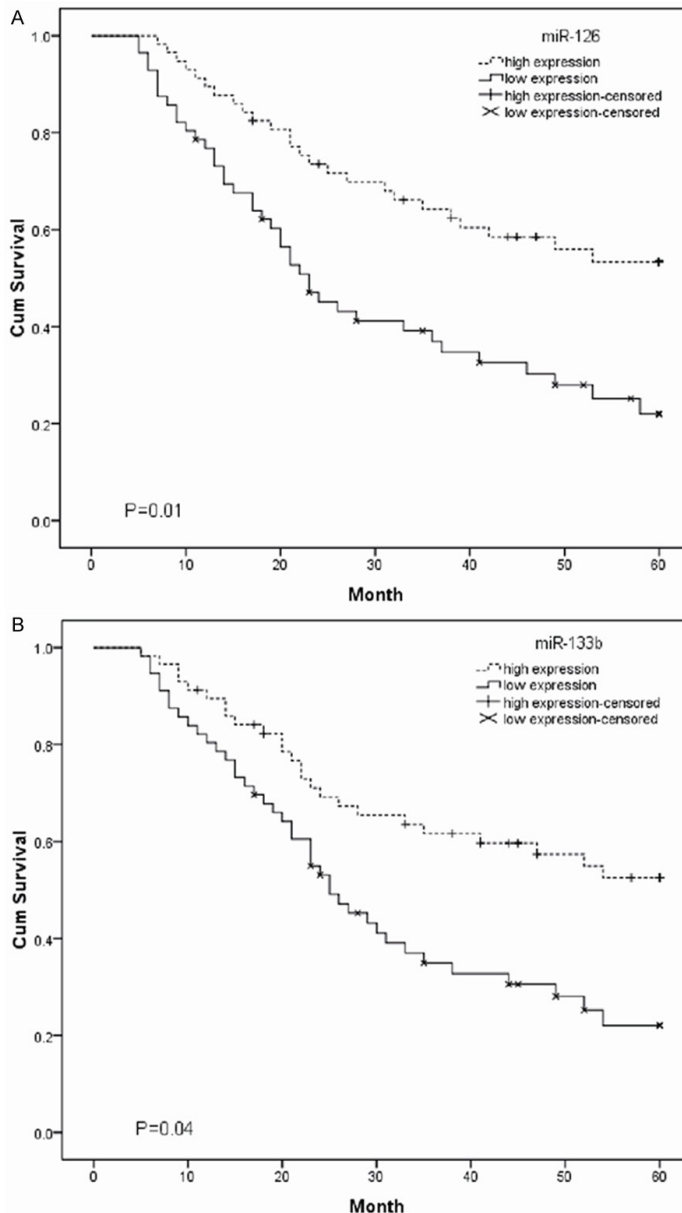 A
miR-126
high expression
low expression
high expression-censored
low expression-censored
1.0
0.8
0.6
0.4
0.2
0.0
Cum Survival
P=0.01
0 10 20 30 40 50 60
Month
B
miR-133b
high expression
low expression
high expression-censored
low expression-censored
1.0
0.8
0.6
0.4
0.2
0.0
Cum Survival
P=0.04
0 10 20 30 40 50 60
Month